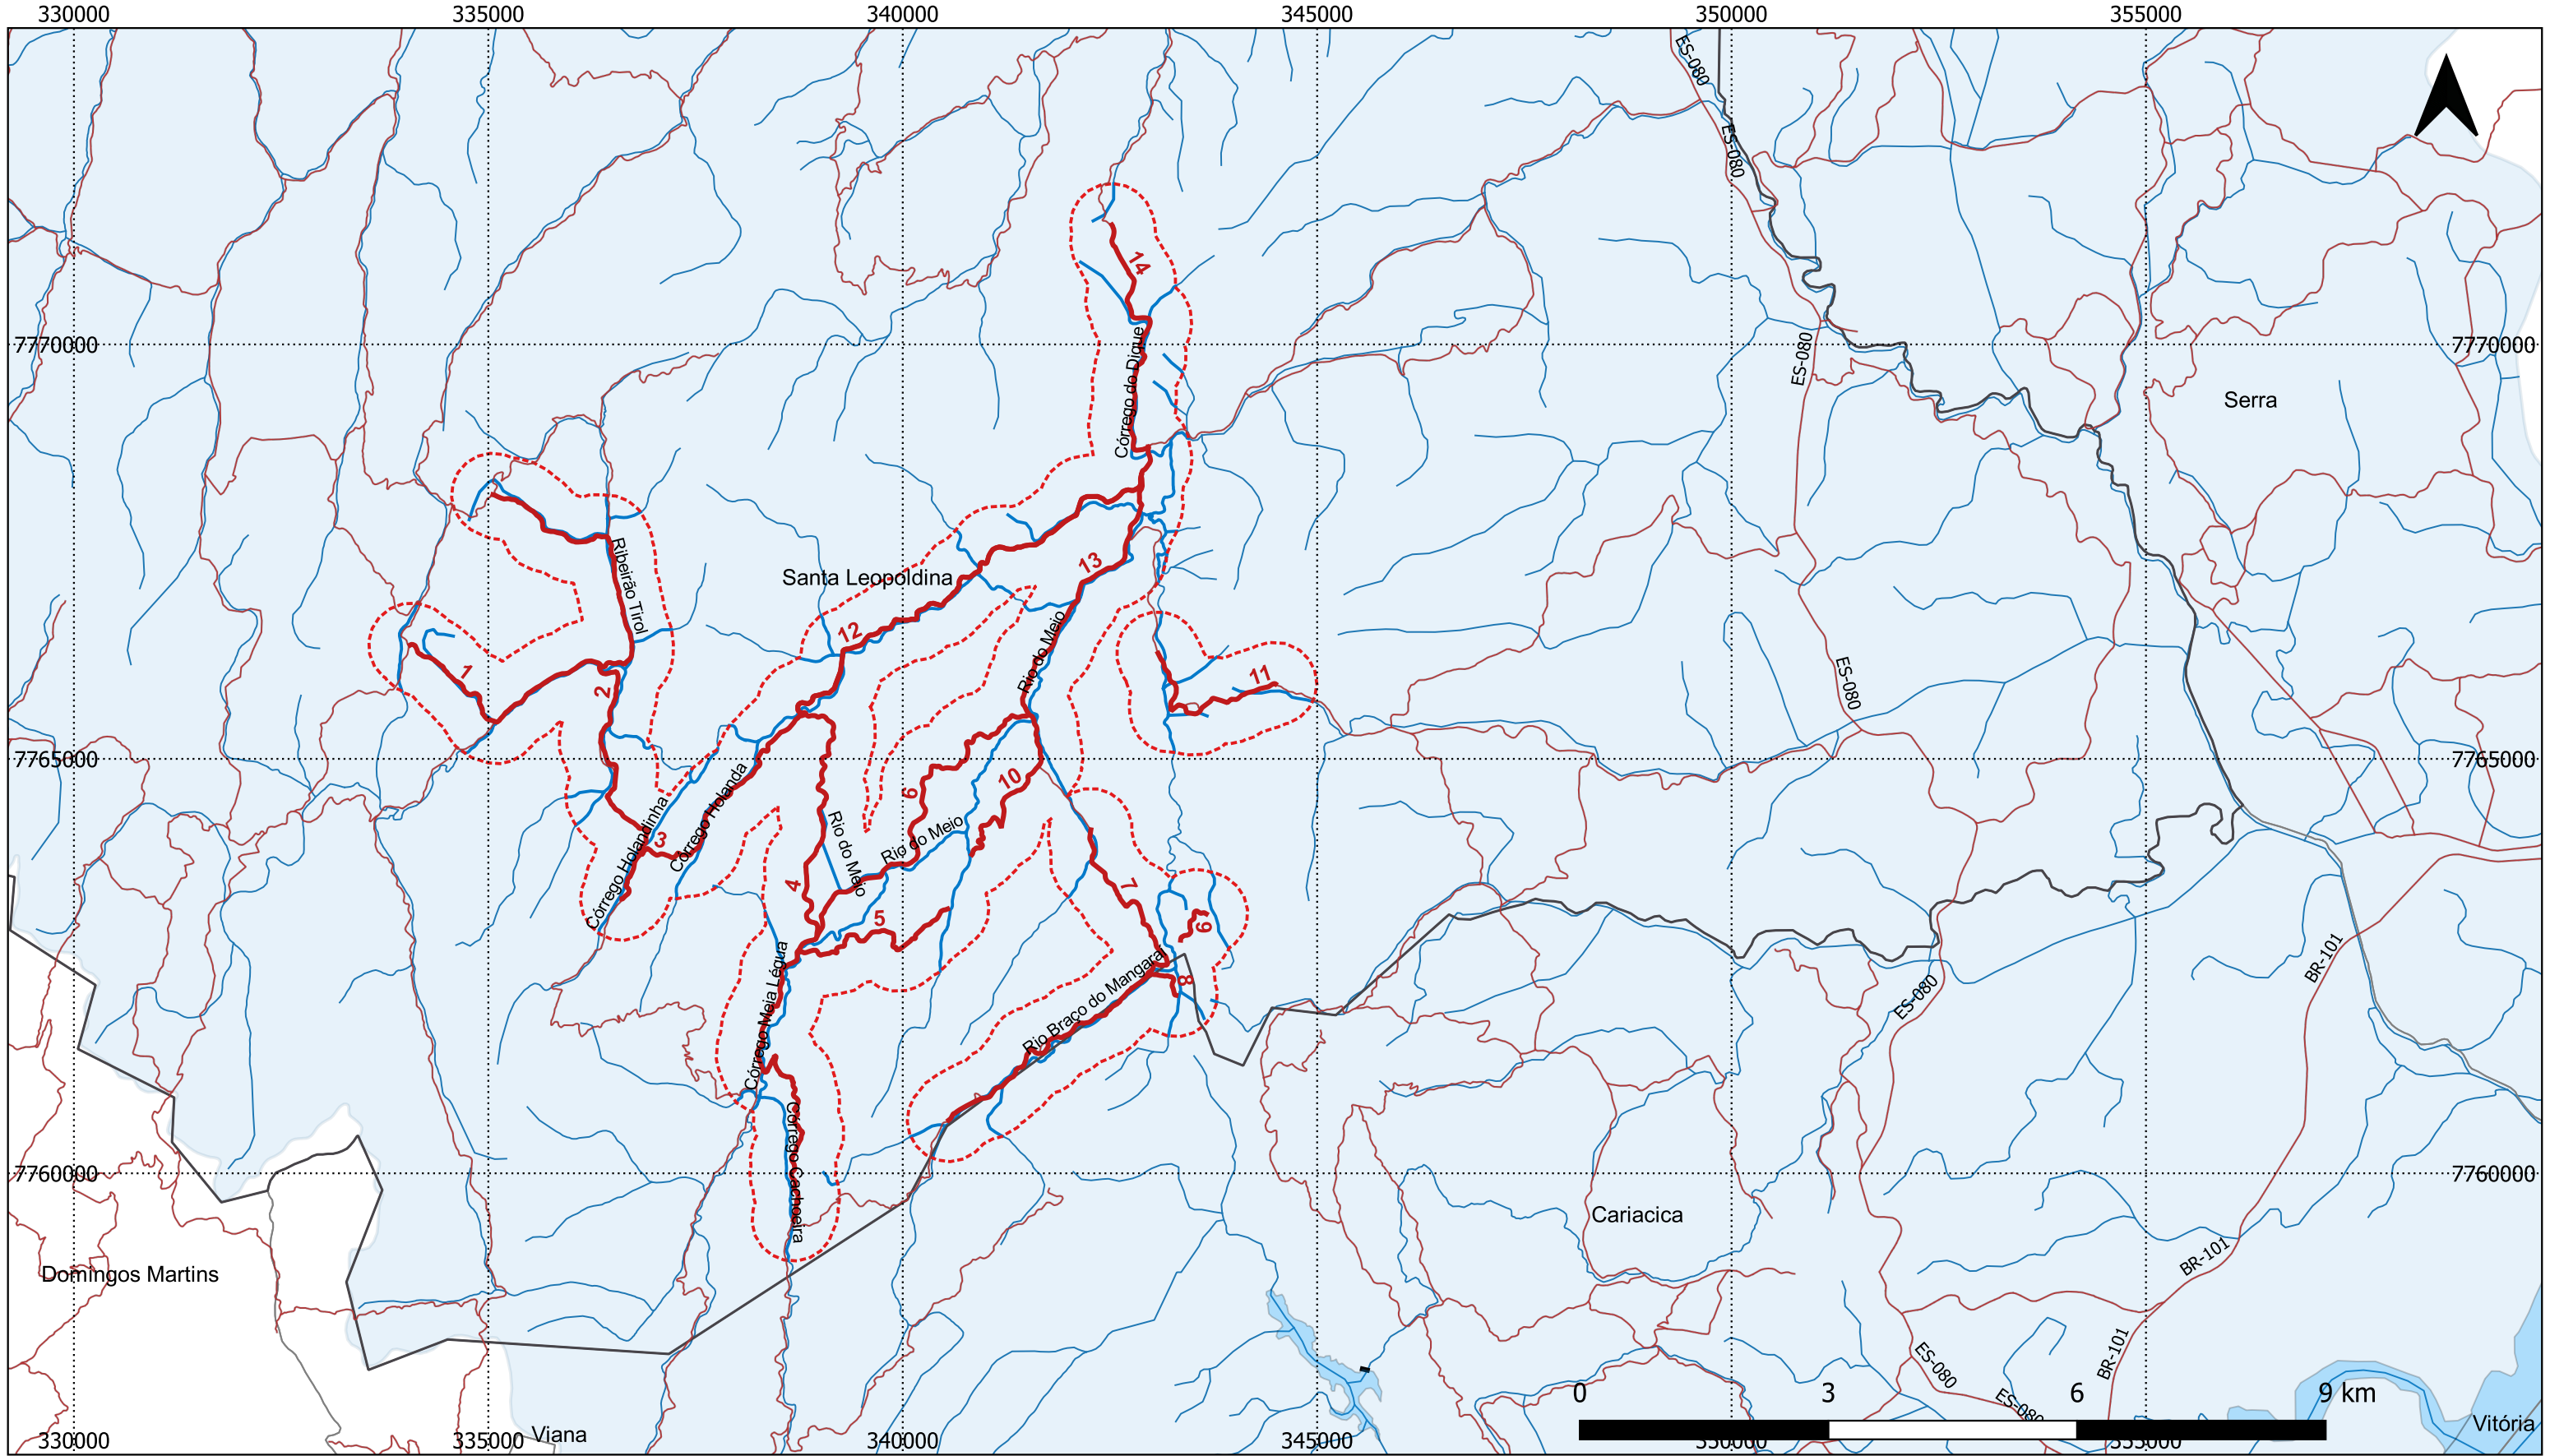 330000 335000 340000 345000 350000 355000
ES-080
ES-080
14
7770000 7770000
Córrego do Dique
ES-080
Serra
Ribeirão Tirol
13
Santa Leopoldina
12
Rio do Meio
1
2
11
ES-080
7765000 7765000
Córrego Holanda
10
6
Córrego Holandinha
3
Rio do Meio
Rio do Meio
4
7
5
9
Córrego Meia Légua
Rio Braço do Mangaraí
8
BR-101
ES-080
Córrego Cachoeira
7760000 7760000
Cariacica
BR-101
Domingos Martins
ES-080
BR-101
0 3 6 9 km
ES-080
Vitória
Viana
330000 335000 340000 345000 350000 355000